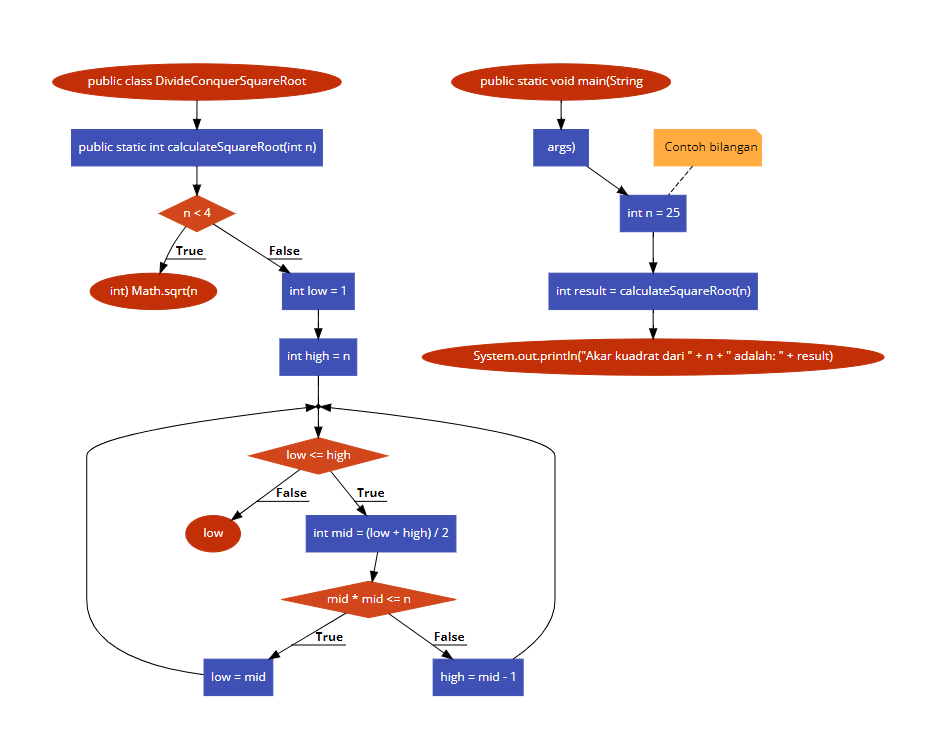 public class DivideConquerSquareRoot
public static int calculateSquareRoot(int n)
n < 4
True
False
int) Math.sqrt(n
int low = 1
int high = n
low <= high
False
True
low
int mid = (low + high) / 2
mid * mid <= n
True
False
low = mid
high = mid - 1
public static void main(String
args)
Contoh bilangan
int n = 25
int result = calculateSquareRoot(n)
System.out.println("Akar kuadrat dari " + n + " adalah: " + result)